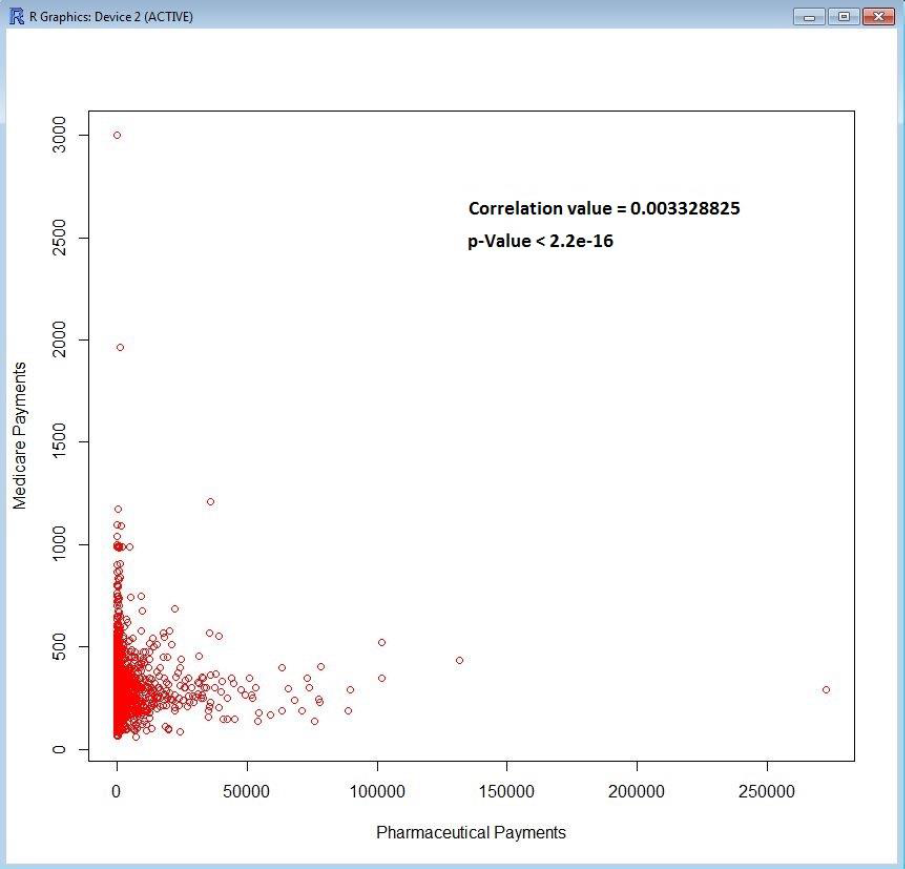 R Graphics: Device 2 (ACTIVE)
3000
2500
2000
1500
1000
500
0
Medicare Payments
Correlation value = 0.003328825
p-Value < 2.2e-16
0 50000 100000 150000 200000 250000
Pharmaceutical Payments